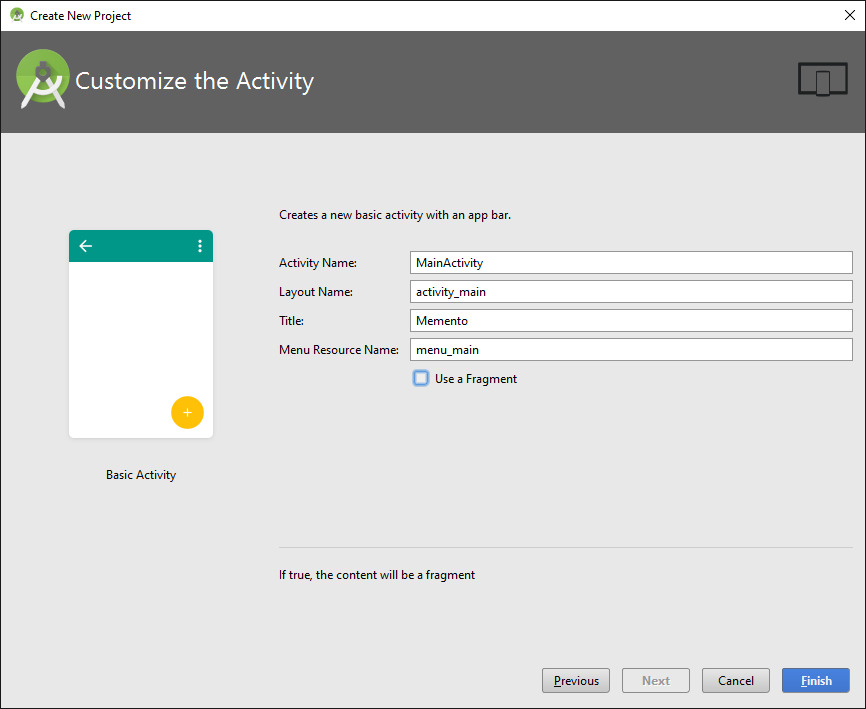 Create New Project
Customize the Activity
Creates a new basic activity with an app bar.
Activity Name: MainActivity
Layout Name: activity_main
Title: Memento
Menu Resource Name: menu_main
Use a Fragment
Basic Activity
If true, the content will be a fragment
Previous Next Cancel Finish